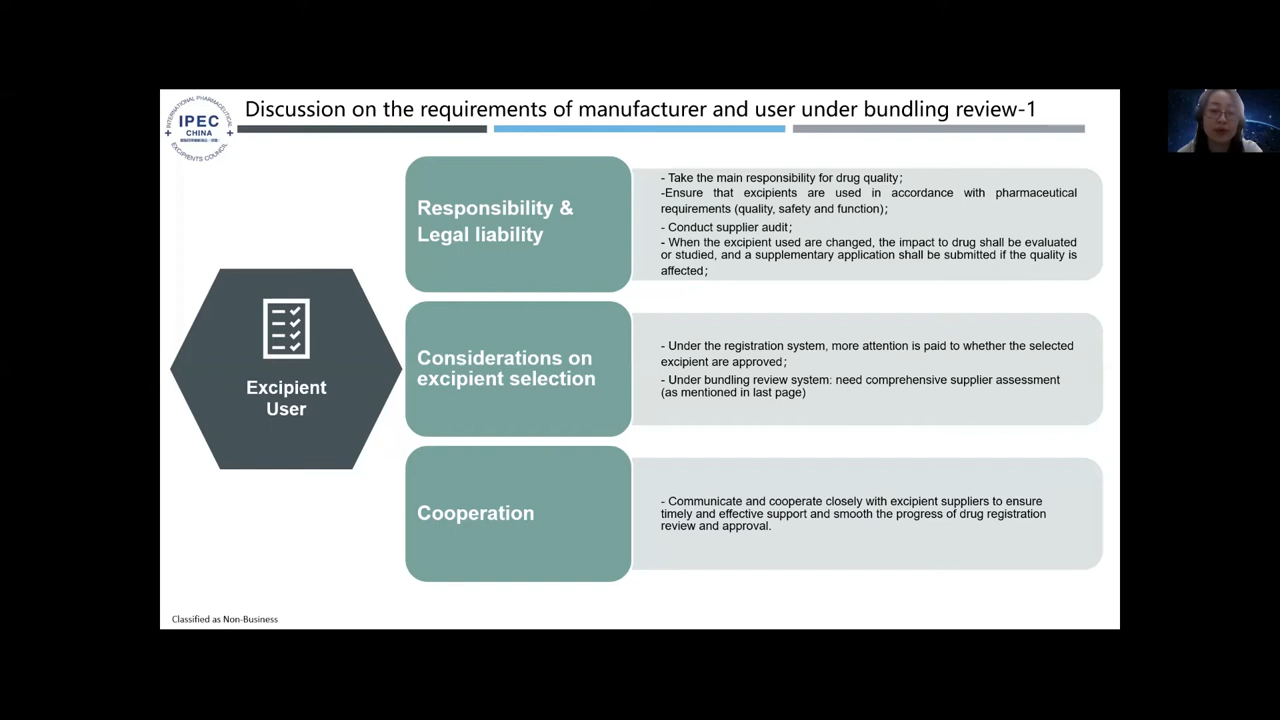 INTERNATIONAL PHARMACEUTICAL
IPEC
CHINA
EXCIPIENTS COUNCIL
Discussion on the requirements of manufacturer and user under bundling review-1
Excipient
User
Responsibility &
Legal liability
- Take the main responsibility for drug quality;
-Ensure that excipients are used in accordance with pharmaceutical
requirements (quality, safety and function);
- Conduct supplier audit;
- When the excipient used are changed, the impact to drug shall be evaluated
or studied, and a supplementary application shall be submitted if the quality is
affected;
Considerations on
excipient selection
- Under the registration system, more attention is paid to whether the selected
excipient are approved;
- Under bundling review system: need comprehensive supplier assessment
(as mentioned in last page)
Cooperation
- Communicate and cooperate closely with excipient suppliers to ensure
timely and effective support and smooth the progress of drug registration
review and approval.
Classified as Non-Business